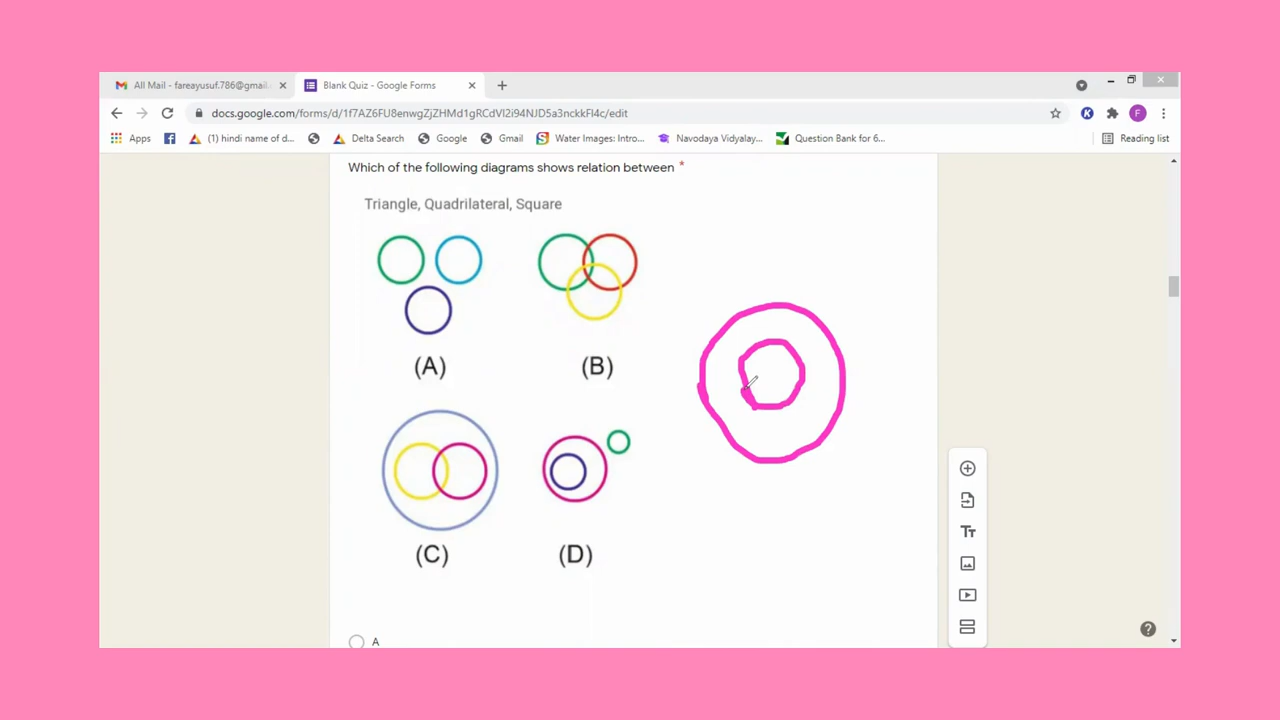 All Mail - fareayusuf.786@gmail.
Blank Quiz - Google Forms
docs.google.com/forms/d/1f7AZ6FU8enwgZjZHMd1gRCdVl2i94NJD5a3nckkFl4c/edit
F
Apps
(1) hindi name of d...
Delta Search
Google
Gmail
Water Images: Intro...
Navodaya Vidyalay...
Question Bank for 6...
Reading list
Which of the following diagrams shows relation between *
Triangle, Quadrilateral, Square
(A)
(B)
(C)
(D)
A